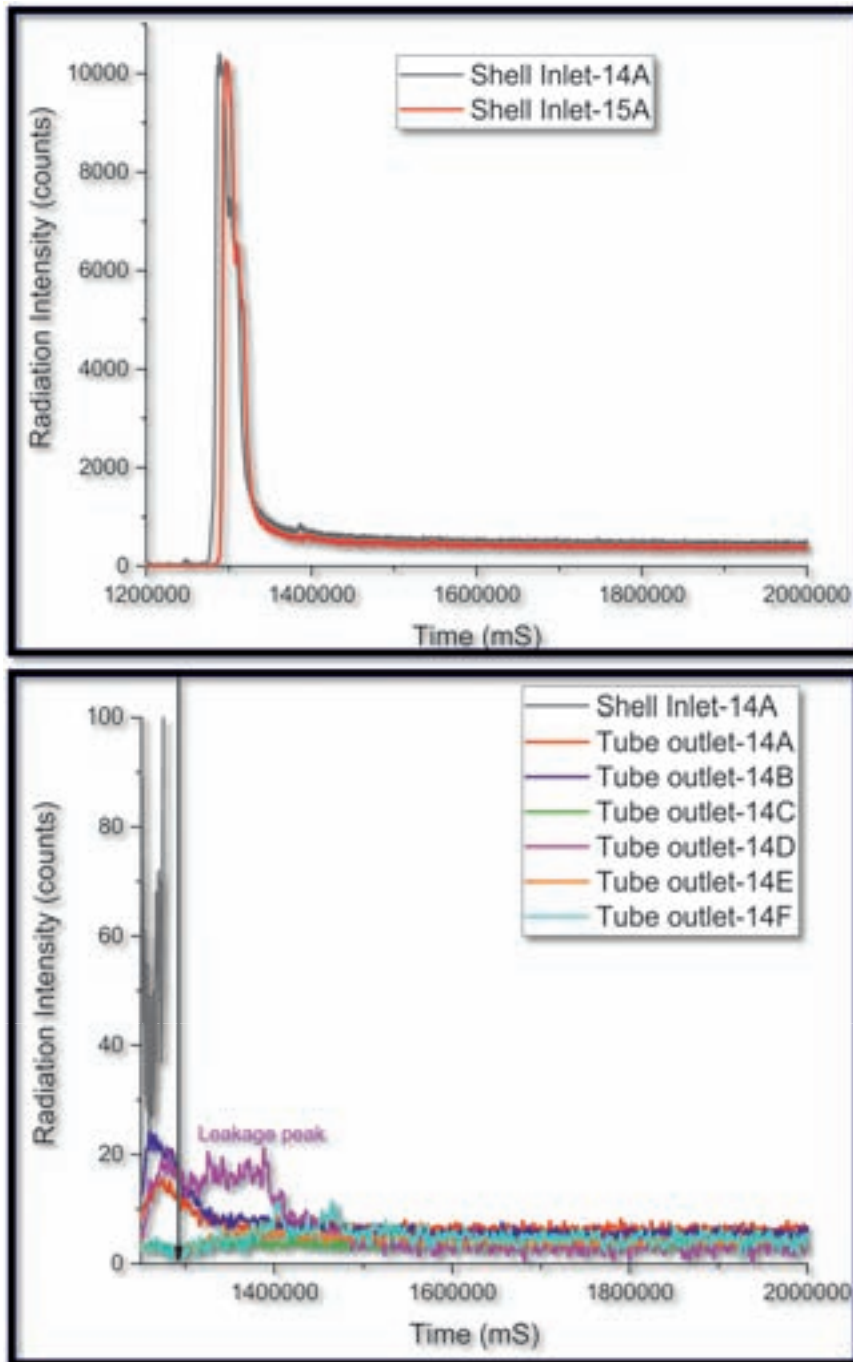 Radiation Intensity (counts)
10000
8000
6000
4000
2000
0
Shell Inlet-14A
Shell Inlet-15A
1200000 1400000 1600000 1800000 2000000
Time (mS)
Radiation Intensity (counts)
100
80
60
40
20
0
Shell Inlet-14A
Tube outlet-14A
Tube outlet-14B
Tube outlet-14C
Tube outlet-14D
Tube outlet-14E
Tube outlet-14F
Leakage peak
1400000 1600000 1800000 2000000
Time (mS)